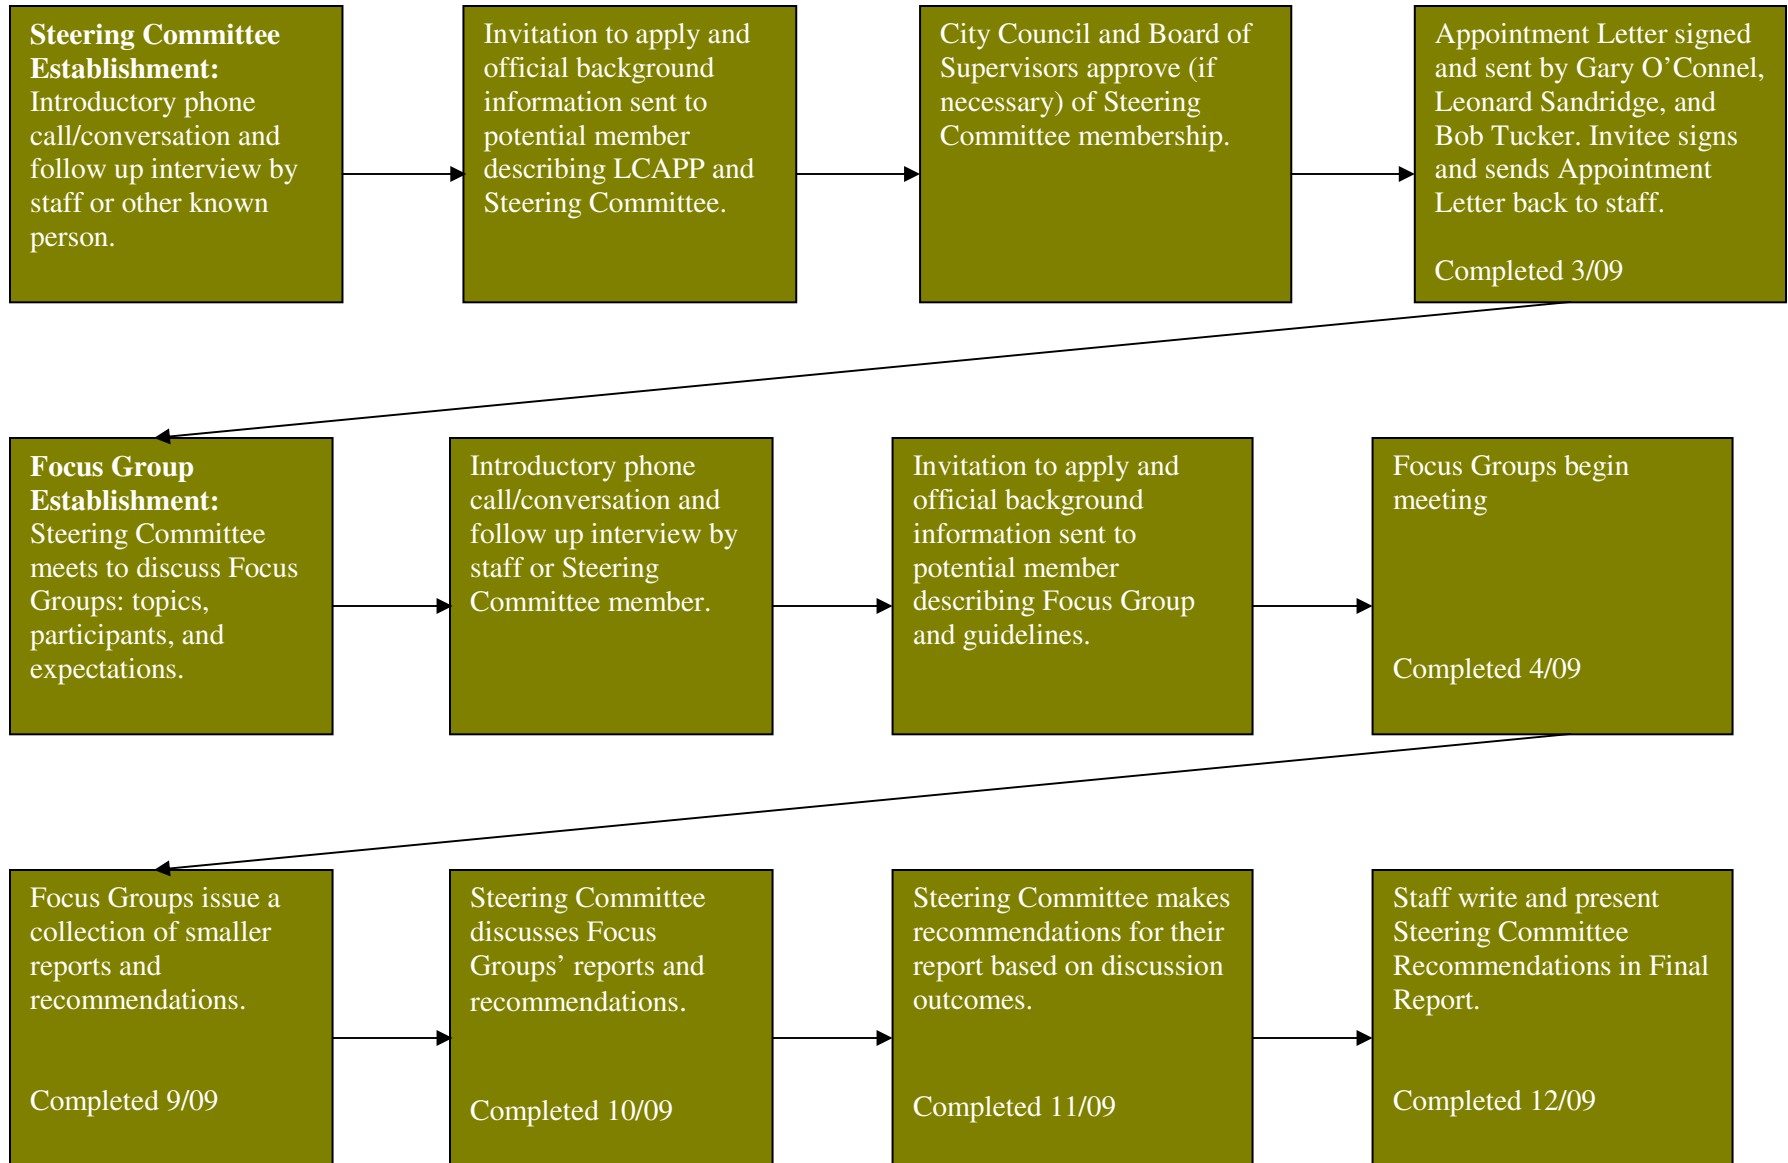 Steering Committee
Establishment:
Introductory phone
call/conversation and
follow up interview by
staff or other known
person.
Invitation to apply and
official background
information sent to
potential member
describing LCAPP and
Steering Committee.
City Council and Board of
Supervisors approve (if
necessary) of Steering
Committee membership.
Appointment Letter signed
and sent by Gary O’Connel,
Leonard Sandridge, and
Bob Tucker. Invitee signs
and sends Appointment
Letter back to staff.
Completed 3/09
Focus Group
Establishment:
Steering Committee
meets to discuss Focus
Groups: topics,
participants, and
expectations.
Introductory phone
call/conversation and
follow up interview by
staff or Steering
Committee member.
Invitation to apply and
official background
information sent to
potential member
describing Focus Group
and guidelines.
Focus Groups begin
meeting
Completed 4/09
Focus Groups issue a
collection of smaller
reports and
recommendations.
Completed 9/09
Steering Committee
discusses Focus
Groups’ reports and
recommendations.
Completed 10/09
Steering Committee makes
recommendations for their
report based on discussion
outcomes.
Completed 11/09
Staff write and present
Steering Committee
Recommendations in Final
Report.
Completed 12/09